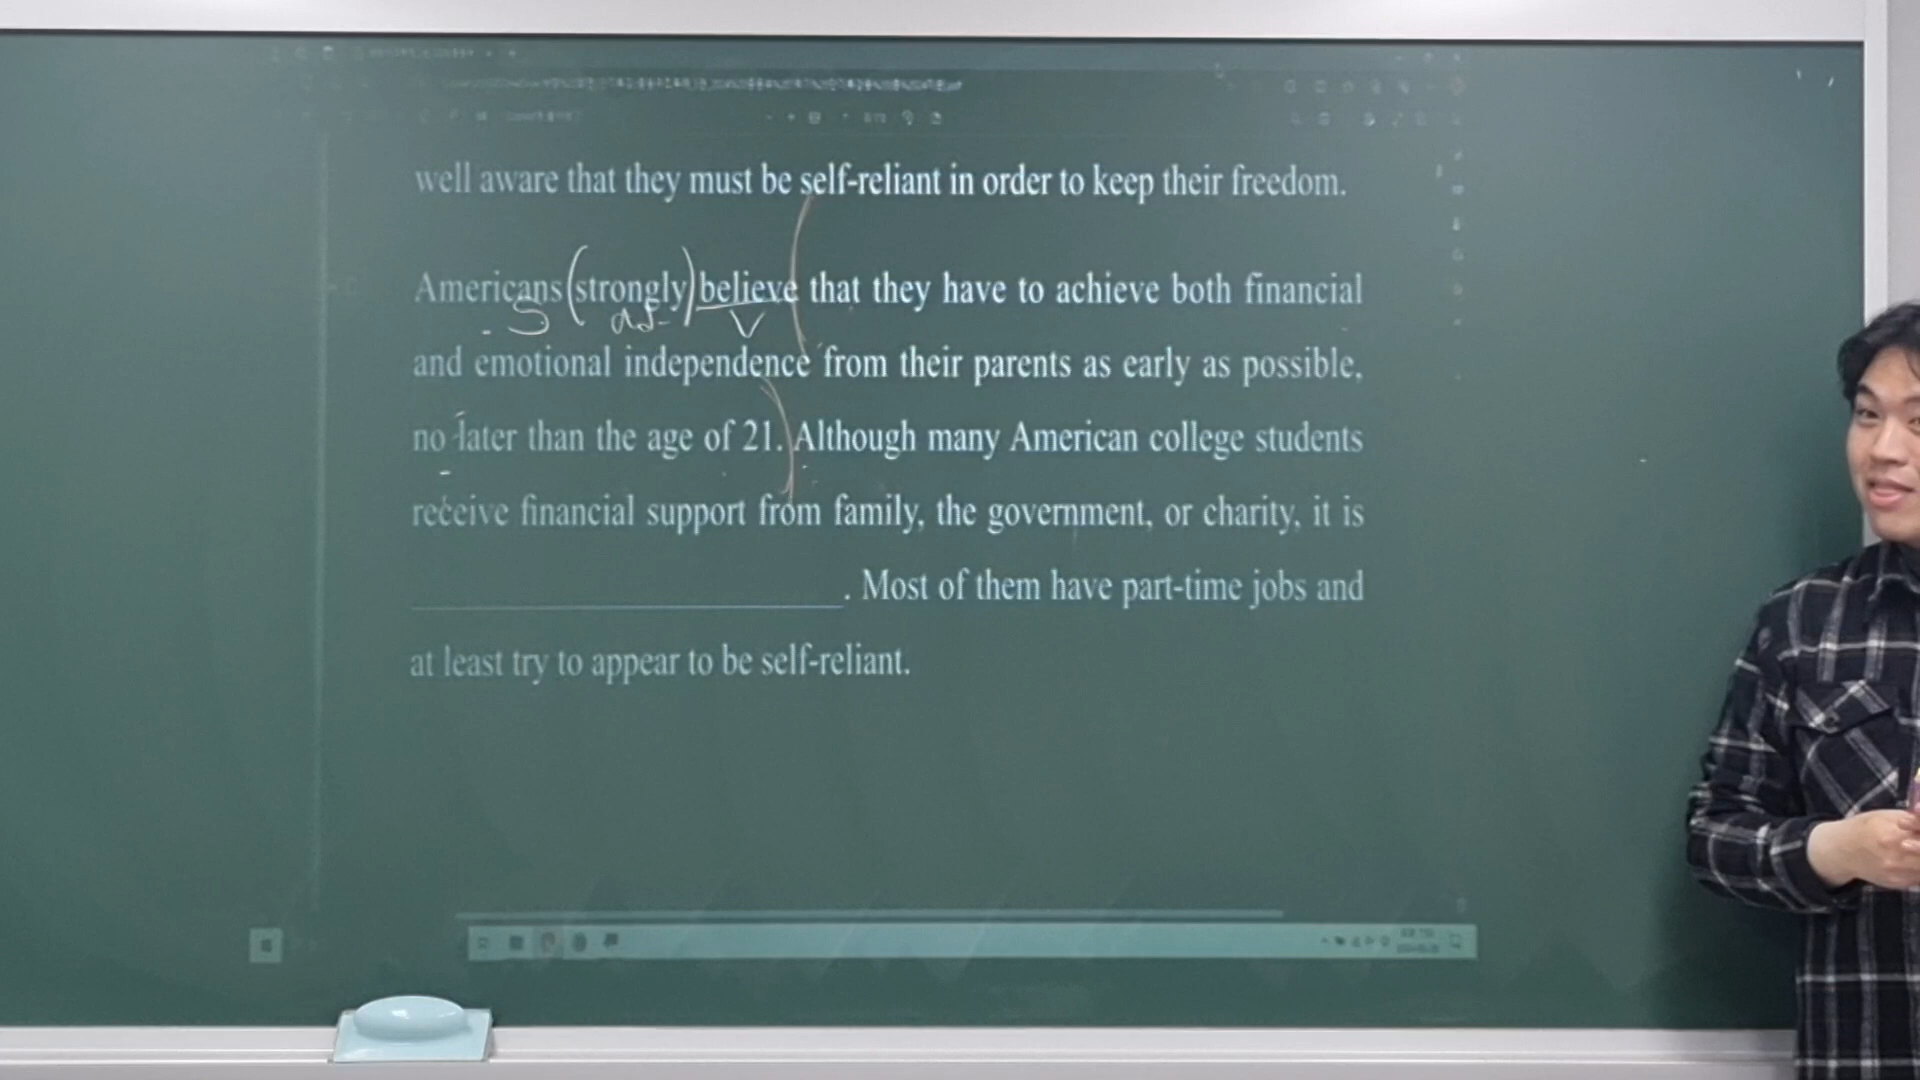 well aware that they must be self-reliant in order to keep their freedom.
Americans (strongly) believe that they have to achieve both financial
S ad V
and emotional independence from their parents as early as possible,
no later than the age of 21. Although many American college students
receive financial support from family, the government, or charity, it is
. Most of them have part-time jobs and
at least try to appear to be self-reliant.